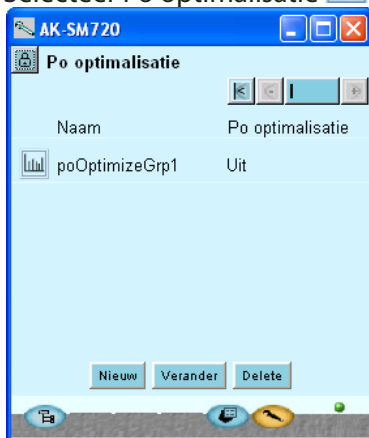 Selecteer Po optimalisatie
AK-SM720
Po optimalisatie
Naam Po optimalisatie
poOptimizeGrp1 Uit
Nieuw Verander Delete